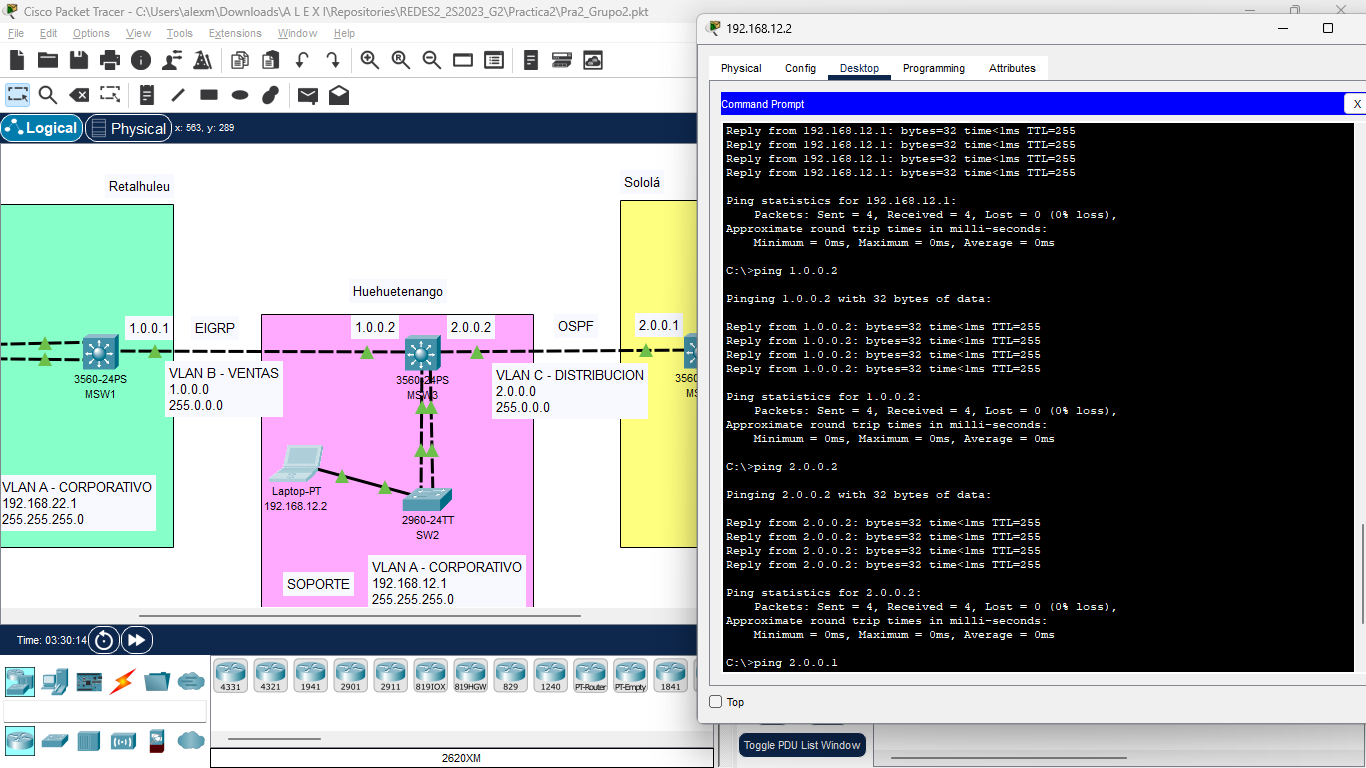 Cisco Packet Tracer - C:\Users\alexm\Downloads\A L E X I\Repositories\REDES2_2S2023_G2\Practica2\Pra2_Grupo2.pkt
File Edit Options View Tools Extensions Window Help
Logical
Physical
x: 563, y: 289
Retalhuleu
Sololá
Huehuetenango
1.0.0.1
EIGRP
1.0.0.2
2.0.0.2
OSPF
2.0.0.1
3560-24PS
MSW1
VLAN B - VENTAS
1.0.0.0
255.0.0.0
3560-24PS
MSW3
VLAN C - DISTRIBUCION
2.0.0.0
255.0.0.0
3560
MS
VLAN A - CORPORATIVO
192.168.22.1
255.255.255.0
Laptop-PT
192.168.12.2
2960-24TT
SW2
SOPORTE
VLAN A - CORPORATIVO
192.168.12.1
255.255.255.0
Time: 03:30:14
4331 4321 1941 2901 2911 819IOX 819HGW 829 1240 PT-Router PT-Empty 1841
2620XM
Toggle PDU List Window
192.168.12.2
Physical Config Desktop Programming Attributes
Command Prompt
X
Reply from 192.168.12.1: bytes=32 time<1ms TTL=255
Reply from 192.168.12.1: bytes=32 time<1ms TTL=255
Reply from 192.168.12.1: bytes=32 time<1ms TTL=255
Reply from 192.168.12.1: bytes=32 time<1ms TTL=255
Ping statistics for 192.168.12.1:
Packets: Sent = 4, Received = 4, Lost = 0 (0% loss),
Approximate round trip times in milli-seconds:
Minimum = 0ms, Maximum = 0ms, Average = 0ms
C:\>ping 1.0.0.2
Pinging 1.0.0.2 with 32 bytes of data:
Reply from 1.0.0.2: bytes=32 time<1ms TTL=255
Reply from 1.0.0.2: bytes=32 time<1ms TTL=255
Reply from 1.0.0.2: bytes=32 time<1ms TTL=255
Reply from 1.0.0.2: bytes=32 time<1ms TTL=255
Ping statistics for 1.0.0.2:
Packets: Sent = 4, Received = 4, Lost = 0 (0% loss),
Approximate round trip times in milli-seconds:
Minimum = 0ms, Maximum = 0ms, Average = 0ms
C:\>ping 2.0.0.2
Pinging 2.0.0.2 with 32 bytes of data:
Reply from 2.0.0.2: bytes=32 time<1ms TTL=255
Reply from 2.0.0.2: bytes=32 time<1ms TTL=255
Reply from 2.0.0.2: bytes=32 time<1ms TTL=255
Reply from 2.0.0.2: bytes=32 time<1ms TTL=255
Ping statistics for 2.0.0.2:
Packets: Sent = 4, Received = 4, Lost = 0 (0% loss),
Approximate round trip times in milli-seconds:
Minimum = 0ms, Maximum = 0ms, Average = 0ms
C:\>ping 2.0.0.1
Top